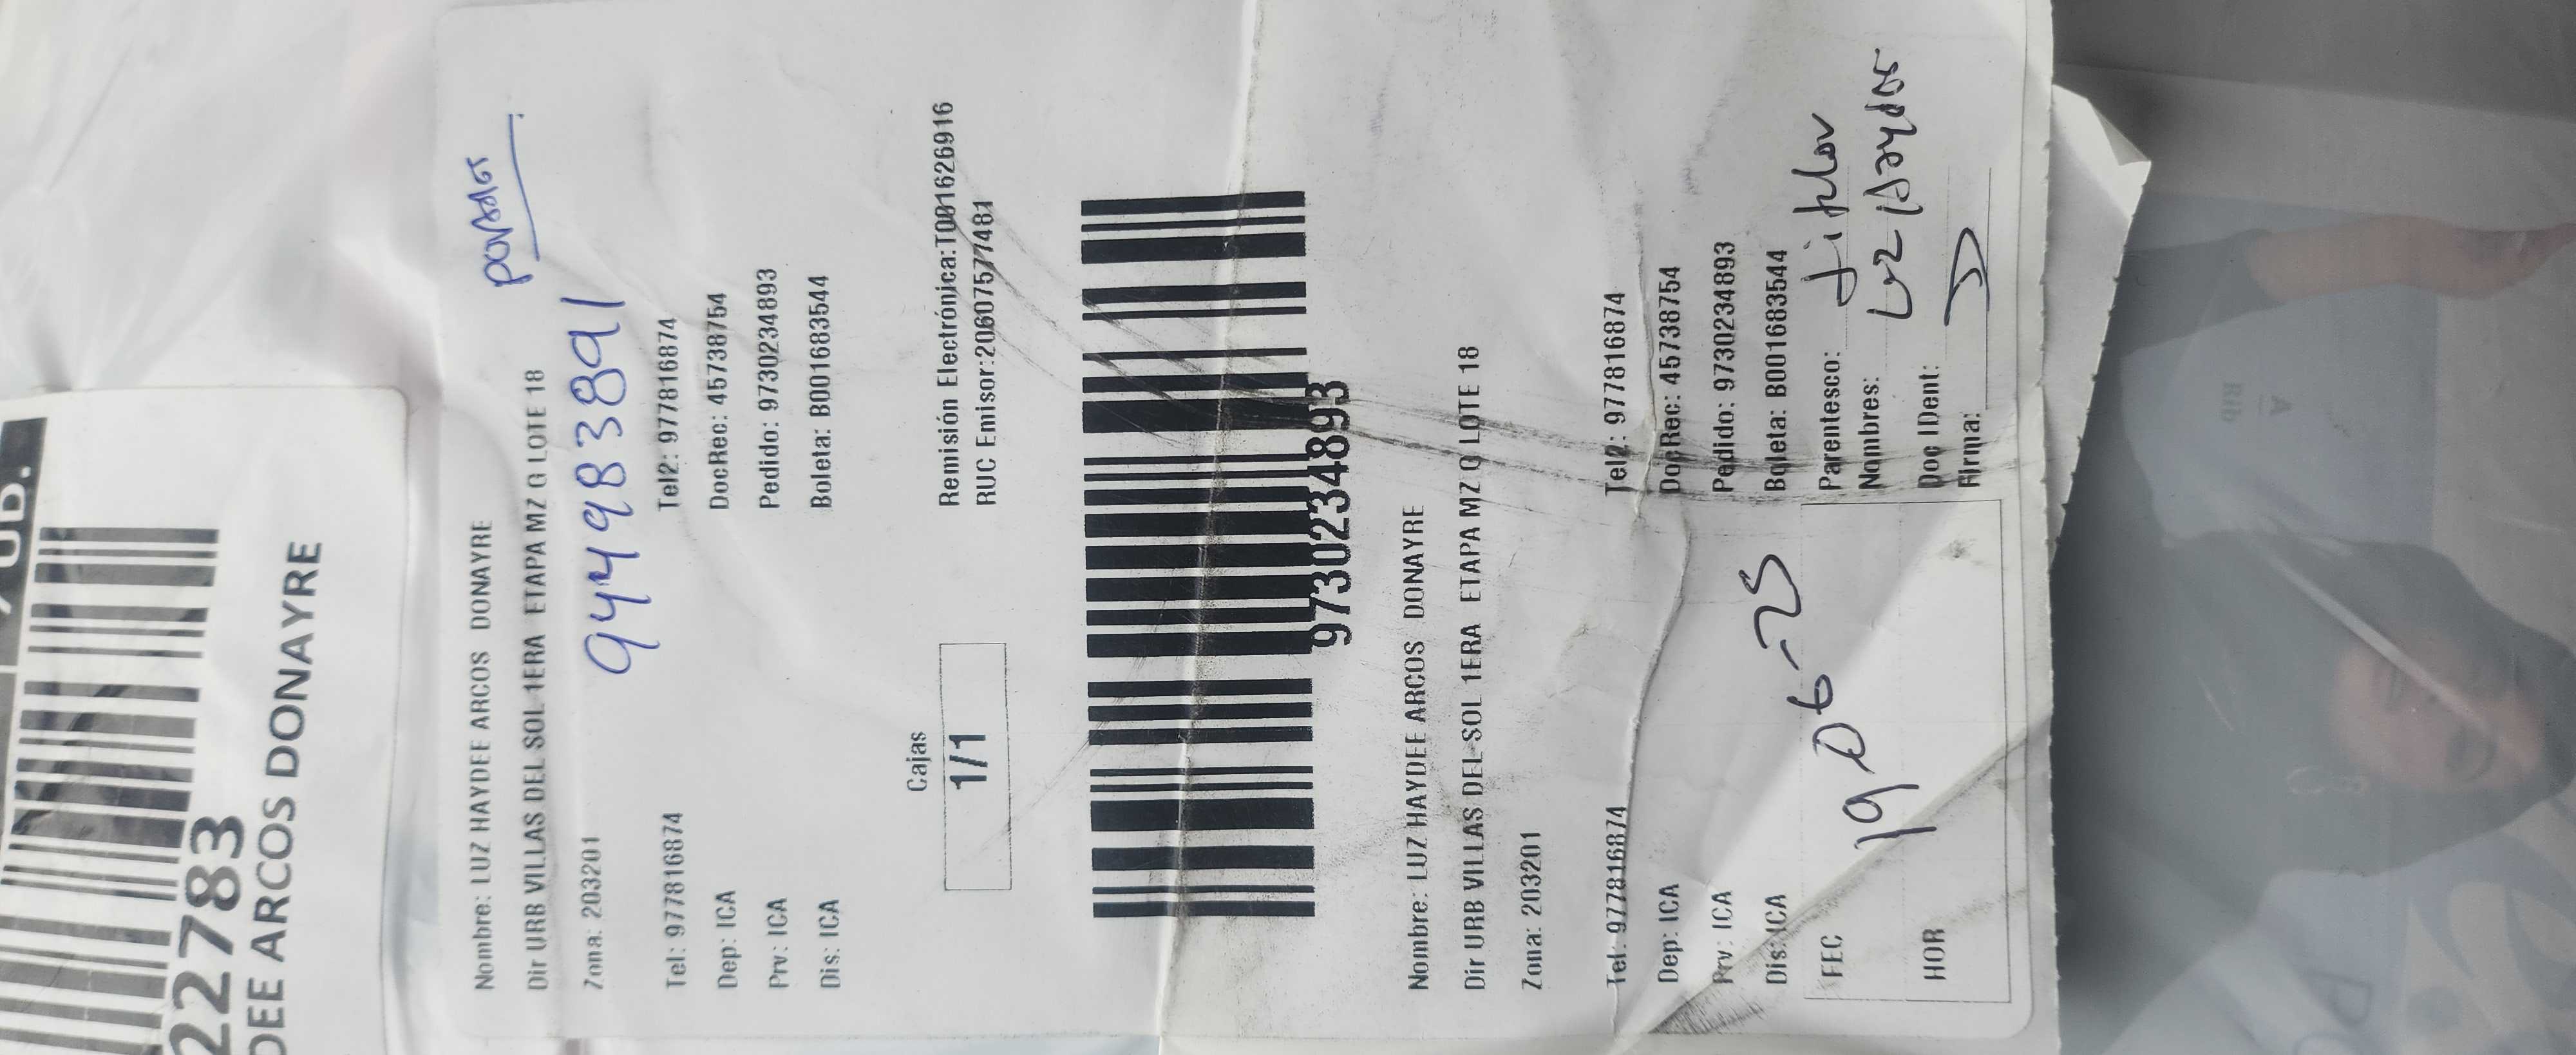 22783
DEE ARCOS DONAYRE
Nombre: LUZ HAYDEE ARCOS DONAYRE
Dir URB VILLAS DEL SOL 1ERA ETAPA MZ G LOTE 18
Zona: 203201
944983891
Tel: 977816874 Tel2: 977816874
Dep: ICA DocRec: 45738754
Prv: ICA Pedido: 9730234893
Dis: ICA Boleta: B001683544
Cajas
1/1
Remisión Electrónica:T001626916
RUC Emisor:20607577481
9730234893
Nombre: LUZ HAYDEE ARCOS DONAYRE
Dir URB VILLAS DEL SOL 1ERA ETAPA MZ G LOTE 18
Zona: 203201
Tel: 977816874 Tel2: 977816874
Dep: ICA DocRec: 45738754
Prv: ICA Pedido: 9730234893
Dis: ICA Boleta: B001683544
FEC 19 06-25
HOR
Parentesco:
Nombres: Luz
Doc IDent:
Firma: